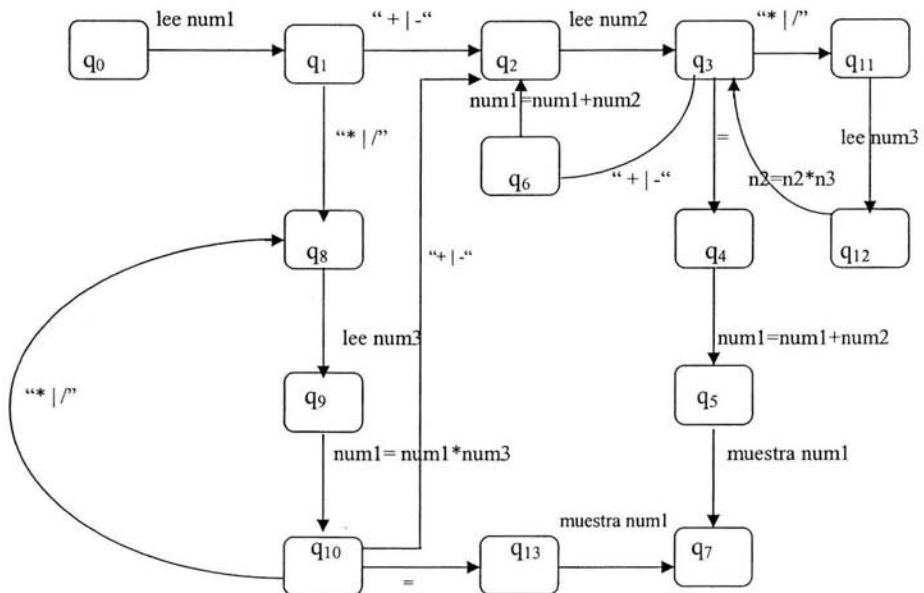 lee num1
“ + | -“
lee num2
“* | /”
q0
q1
q2
q3
q11
num1=num1+num2
“* | /”
=
lee num3
q6
“ + | -“
n2=n2*n3
q8
“+ | -“
q4
q12
lee num3
num1=num1+num2
“* | /”
q9
q5
num1= num1*num3
muestra num1
muestra num1
q10
q13
q7
=